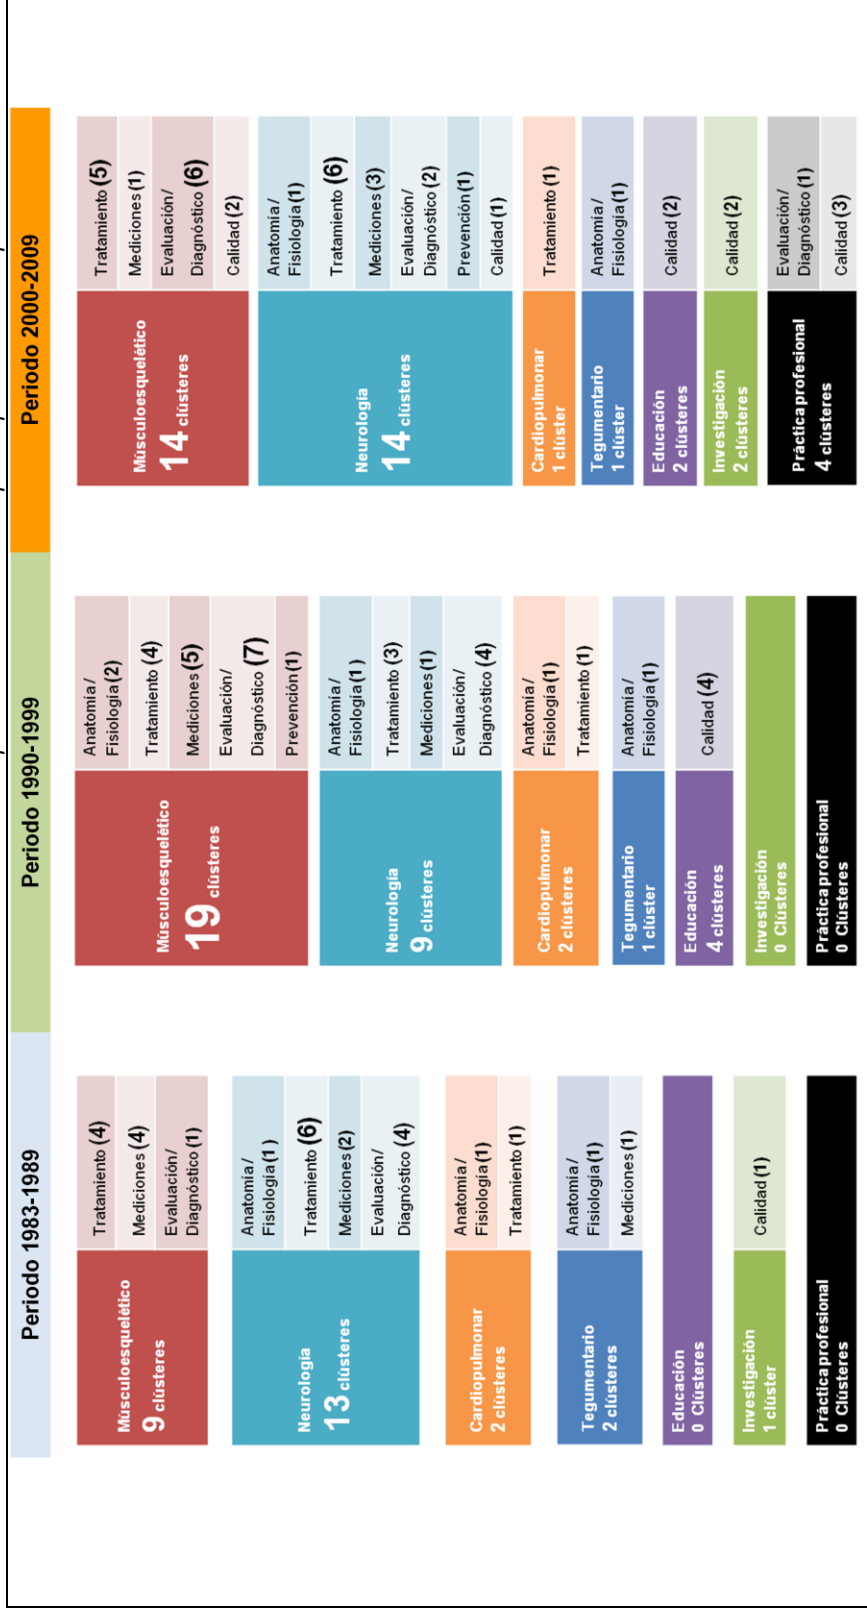 Periodo 1983-1989
Músculoesquelético
9 clústeres
Tratamiento (4)
Mediciones (4)
Evaluación/
Diagnóstico (1)
Neurología
13 clústeres
Anatomía/
Fisiología (1)
Tratamiento (6)
Mediciones (2)
Evaluación/
Diagnóstico (4)
Cardiopulmonar
2 clústeres
Anatomía/
Fisiología (1)
Tratamiento (1)
Tegumentario
2 clústeres
Anatomía/
Fisiología (1)
Mediciones (1)
Educación
0 Clústeres
Investigación
1 clúster
Calidad (1)
Práctica profesional
0 Clústeres
Periodo 1990-1999
Músculoesquelético
19 clústeres
Anatomía/
Fisiología (2)
Tratamiento (4)
Mediciones (5)
Evaluación/
Diagnóstico (7)
Prevención (1)
Neurología
9 clústeres
Anatomía/
Fisiología (1)
Tratamiento (3)
Mediciones (1)
Evaluación/
Diagnóstico (4)
Cardiopulmonar
2 clústeres
Anatomía/
Fisiología (1)
Tratamiento (1)
Tegumentario
1 clúster
Anatomía/
Fisiología (1)
Educación
4 clústeres
Calidad (4)
Investigación
0 Clústeres
Práctica profesional
0 Clústeres
Periodo 2000-2009
Músculoesquelético
14 clústeres
Tratamiento (5)
Mediciones (1)
Evaluación/
Diagnóstico (6)
Calidad (2)
Neurología
14 clústeres
Anatomía/
Fisiología (1)
Tratamiento (6)
Mediciones (3)
Evaluación/
Diagnóstico (2)
Prevención (1)
Calidad (1)
Cardiopulmonar
1 clúster
Tratamiento (1)
Tegumentario
1 clúster
Anatomía/
Fisiología (1)
Educación
2 clústeres
Calidad (2)
Investigación
2 clústeres
Calidad (2)
Práctica profesional
4 clústeres
Evaluación/
Diagnóstico (1)
Calidad (3)